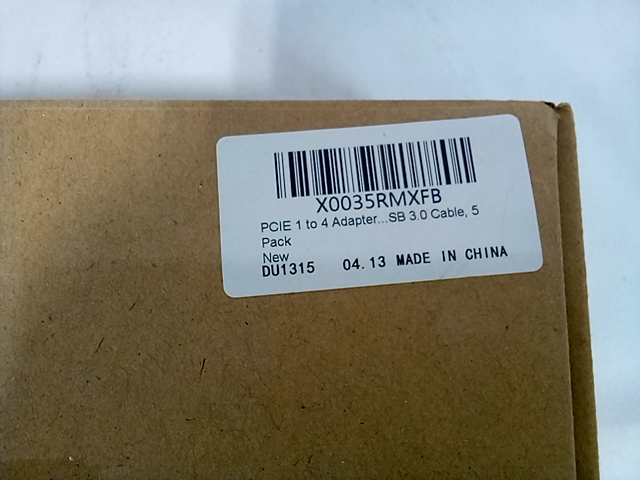 X0035RMXFB
PCIE 1 to 4 Adapter...SB 3.0 Cable, 5
Pack
New
DU1315 04.13 MADE IN CHINA